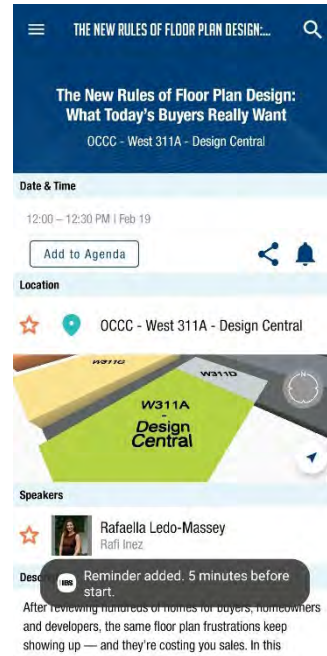 THE NEW RULES OF FLOOR PLAN DESIGN:...
The New Rules of Floor Plan Design:
What Today's Buyers Really Want
OCCC - West 311A - Design Central
Date & Time
12:00 – 12:30 PM | Feb 19
Add to Agenda
Location
OCCC - West 311A - Design Central
W311C
W311D
W311A
-
Design
Central
Speakers
Rafaella Ledo-Massey
Rafi Inez
IBS
Reminder added. 5 minutes before
start.
After reviewing hundreds of homes for buyers, homeowners
and developers, the same floor plan frustrations keep
showing up — and they're costing you sales. In this